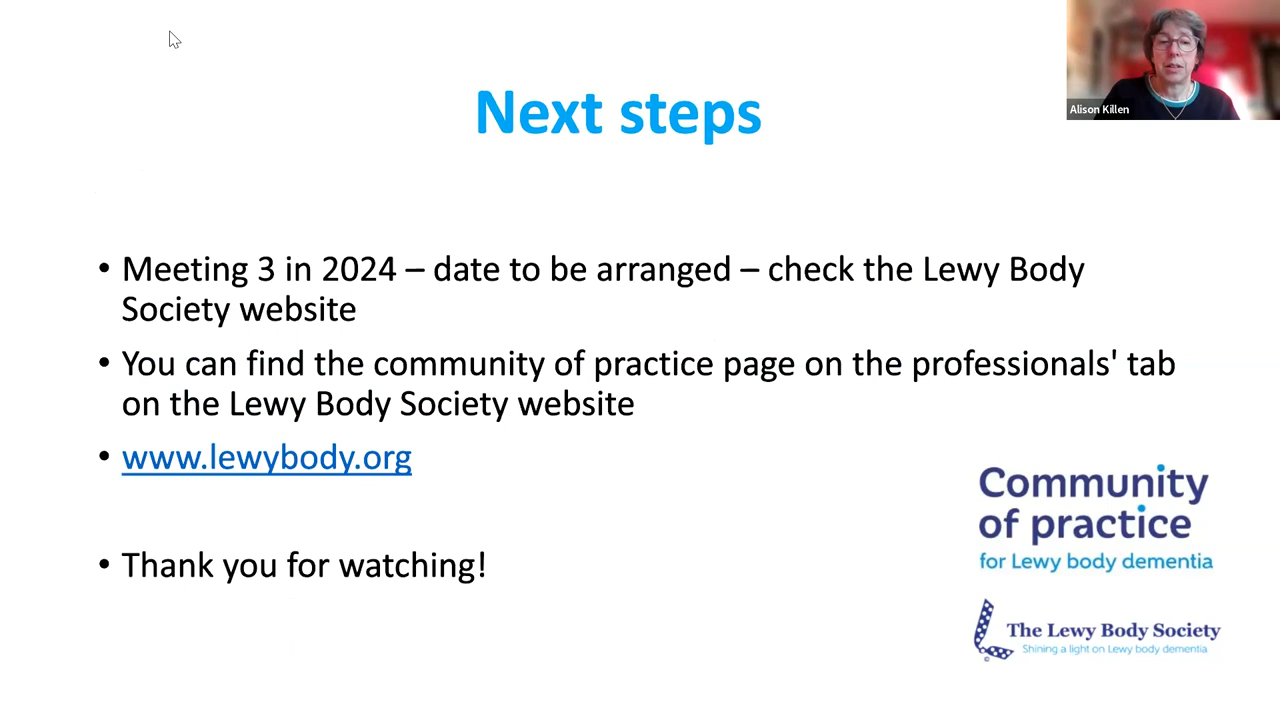 Alison Killen
Next steps
• Meeting 3 in 2024 – date to be arranged – check the Lewy Body
Society website
• You can find the community of practice page on the professionals' tab
on the Lewy Body Society website
• www.lewybody.org
• Thank you for watching!
Community
of practice
for Lewy body dementia
The Lewy Body Society
Shining a light on Lewy body dementia
©